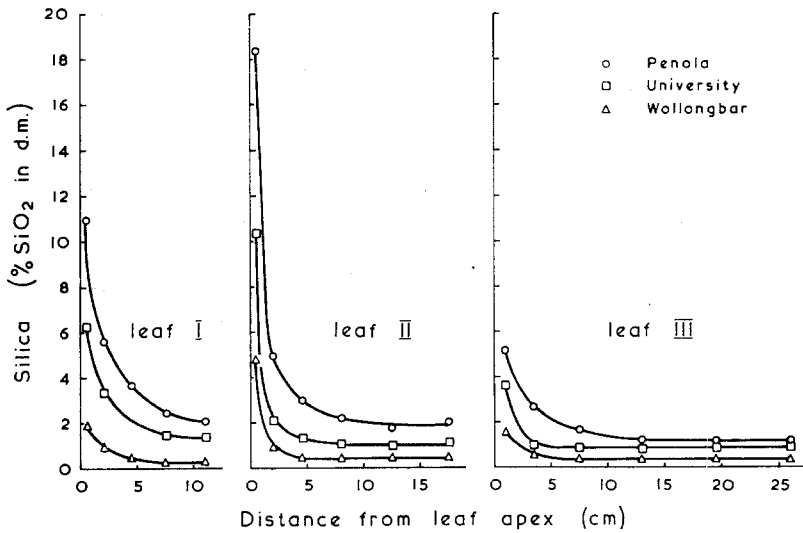 20
18
16
14
12
10
8
6
4
2
0
Silica (% SiO₂ in d.m.)
○ Penola
□ University
△ Wollongbar
leaf I
leaf II
leaf III
0 5 10
0 5 10 15
0 5 10 15 20 25
Distance from leaf apex (cm)